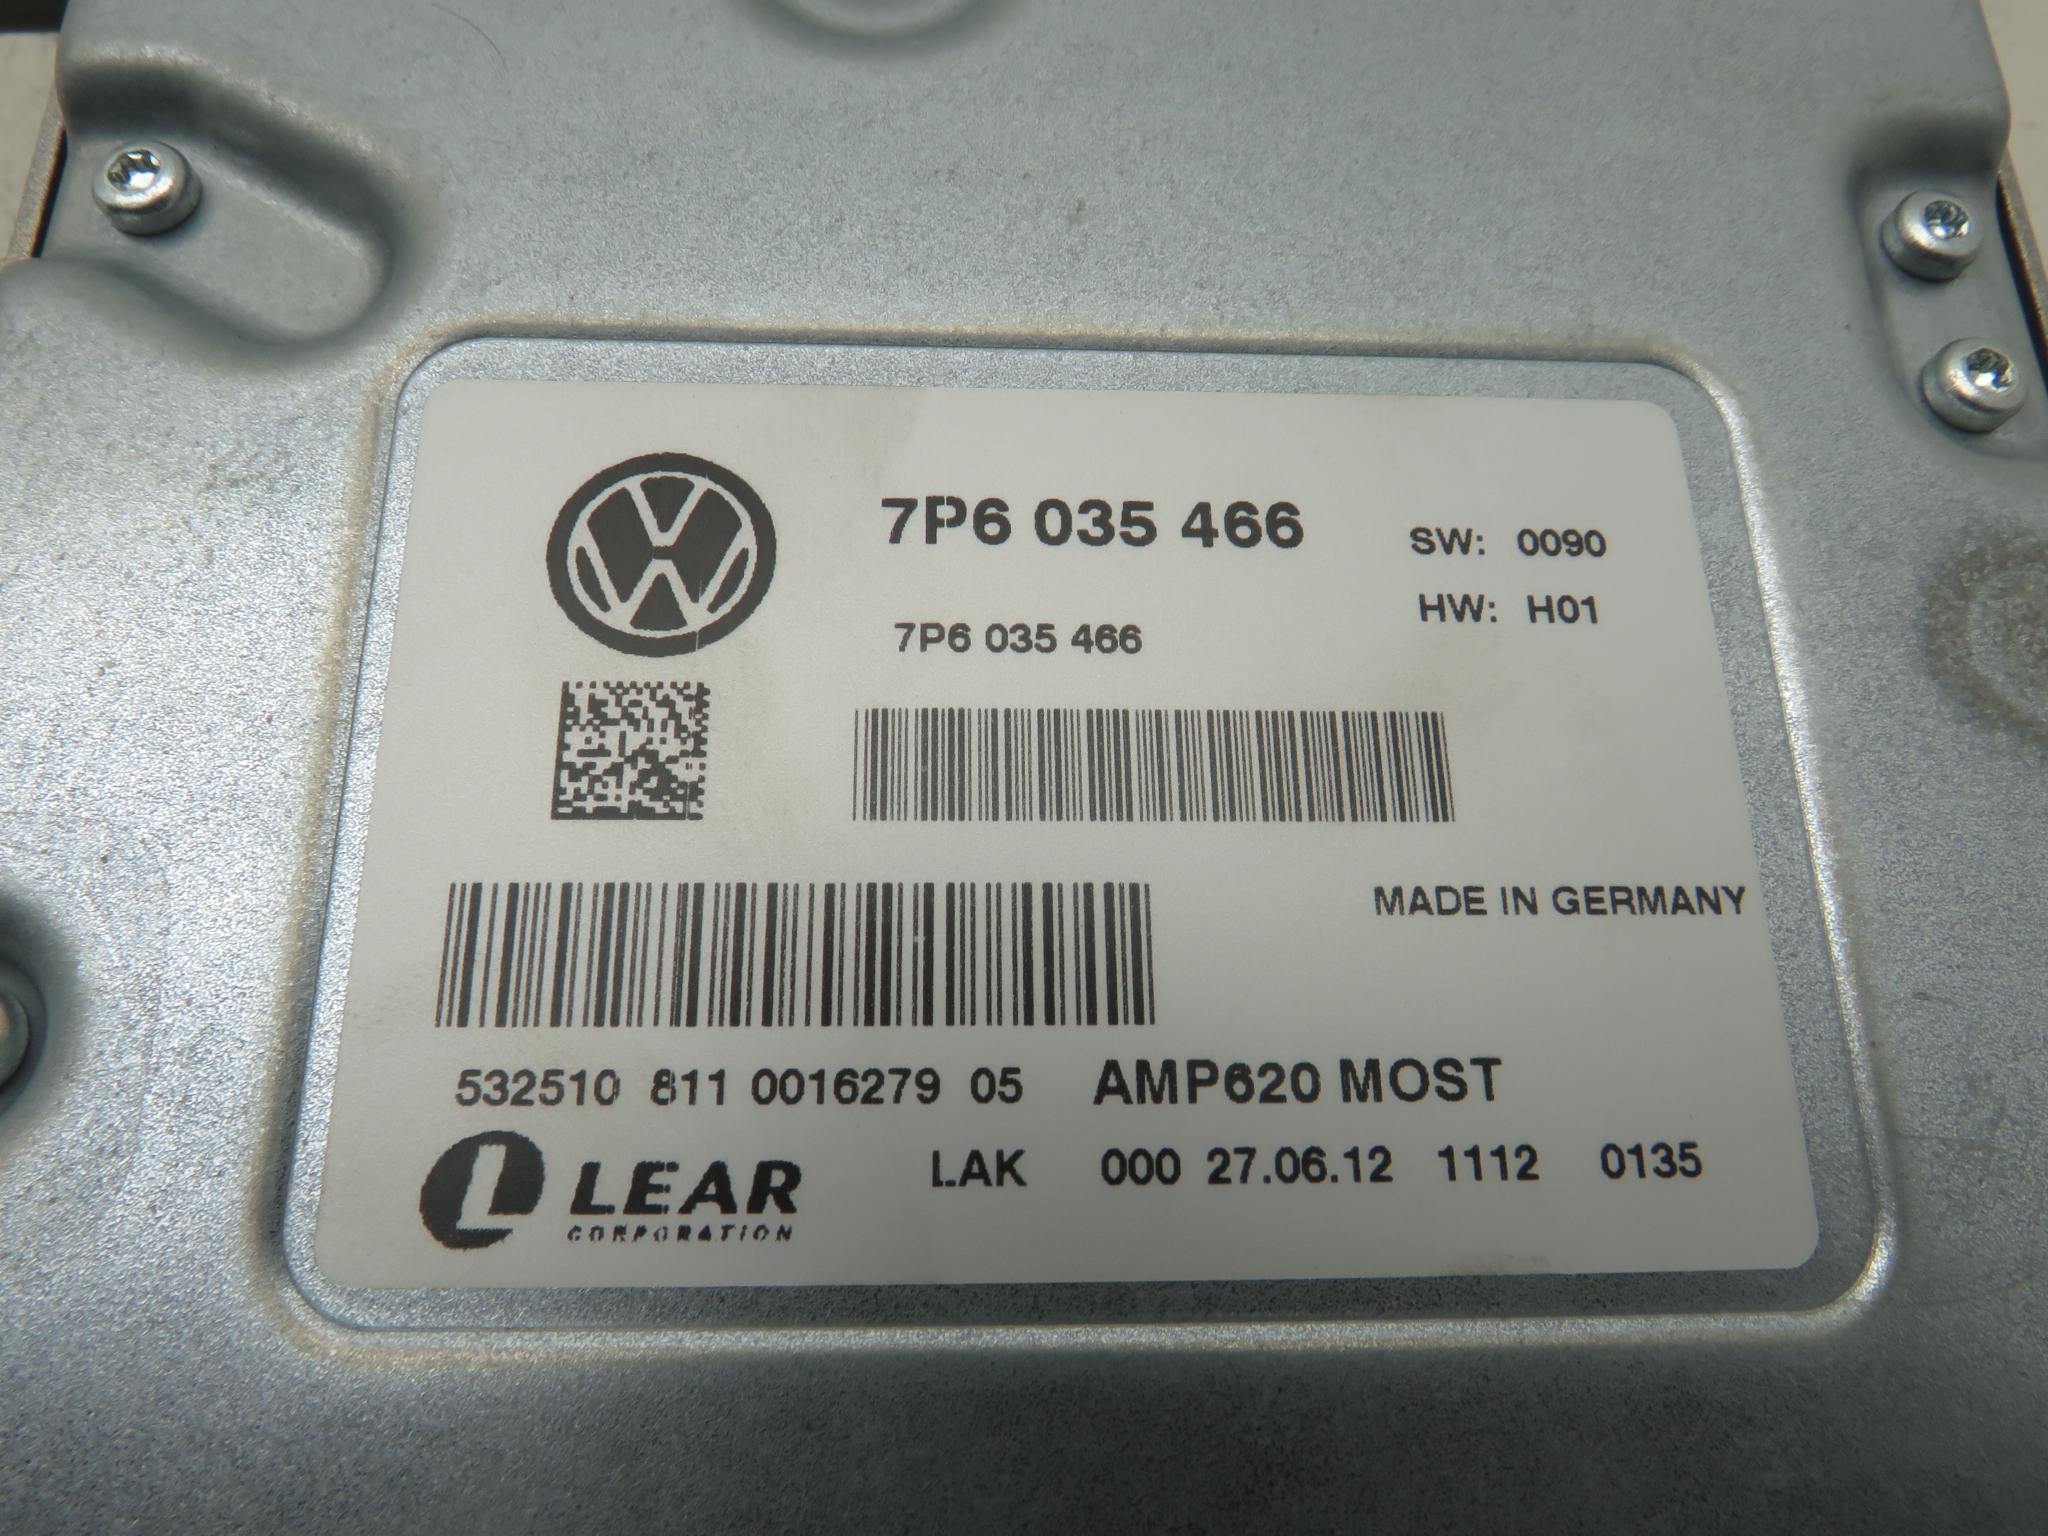 7P6 035 466
SW: 0090
HW: H01
7P6 035 466
MADE IN GERMANY
532510 811 0016279 05 AMP620 MOST
LEAR LAK 000 27.06.12 1112 0135
CORPORATION